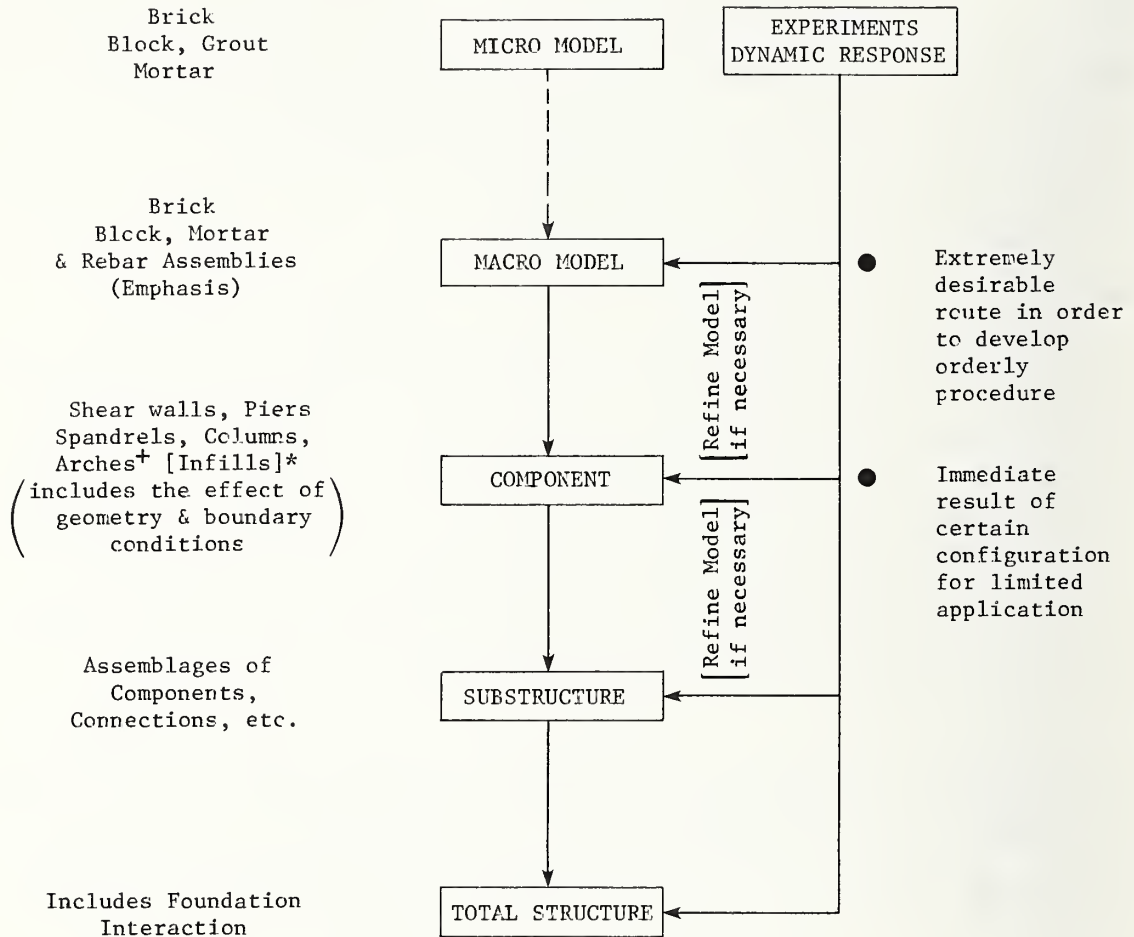 Brick
Block, Grout
Mortar
MICRO MODEL
EXPERIMENTS
DYNAMIC RESPONSE
Brick
Block, Mortar
& Rebar Assemblies
(Emphasis)
MACRO MODEL
Extremely
desirable
route in order
to develop
orderly
procedure
[Refine Model
if necessary]
Shear walls, Piers
Spandrels, Columns,
Arches+ [Infills]*
(includes the effect of
geometry & boundary
conditions)
COMPONENT
Immediate
result of
certain
configuration
for limited
application
[Refine Model
if necessary]
Assemblages of
Components,
Connections, etc.
SUBSTRUCTURE
Includes Foundation
Interaction
TOTAL STRUCTURE